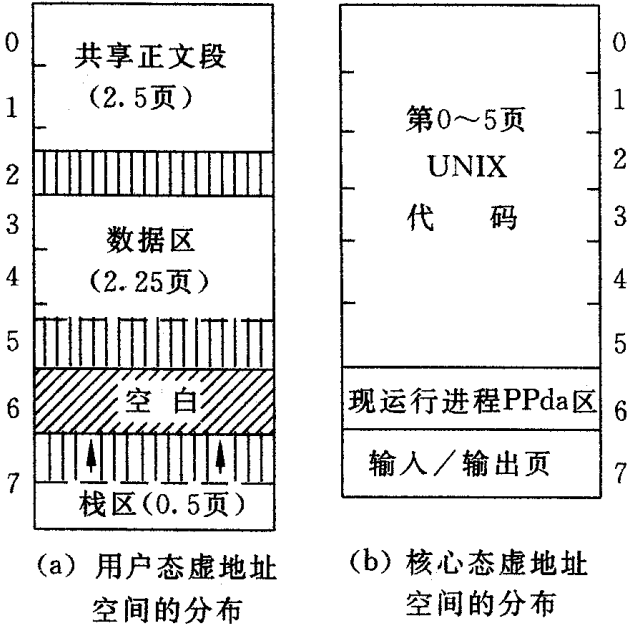 0
1
2
3
4
5
6
7
共享正文段
(2.5页)
数据区
(2.25页)
空白
栈区(0.5页)
(a) 用户态虚地址
空间的分布
第0～5页
UNIX
代 码
现运行进程PPda区
输入／输出页
0
1
2
3
4
5
6
7
(b) 核心态虚地址
空间的分布